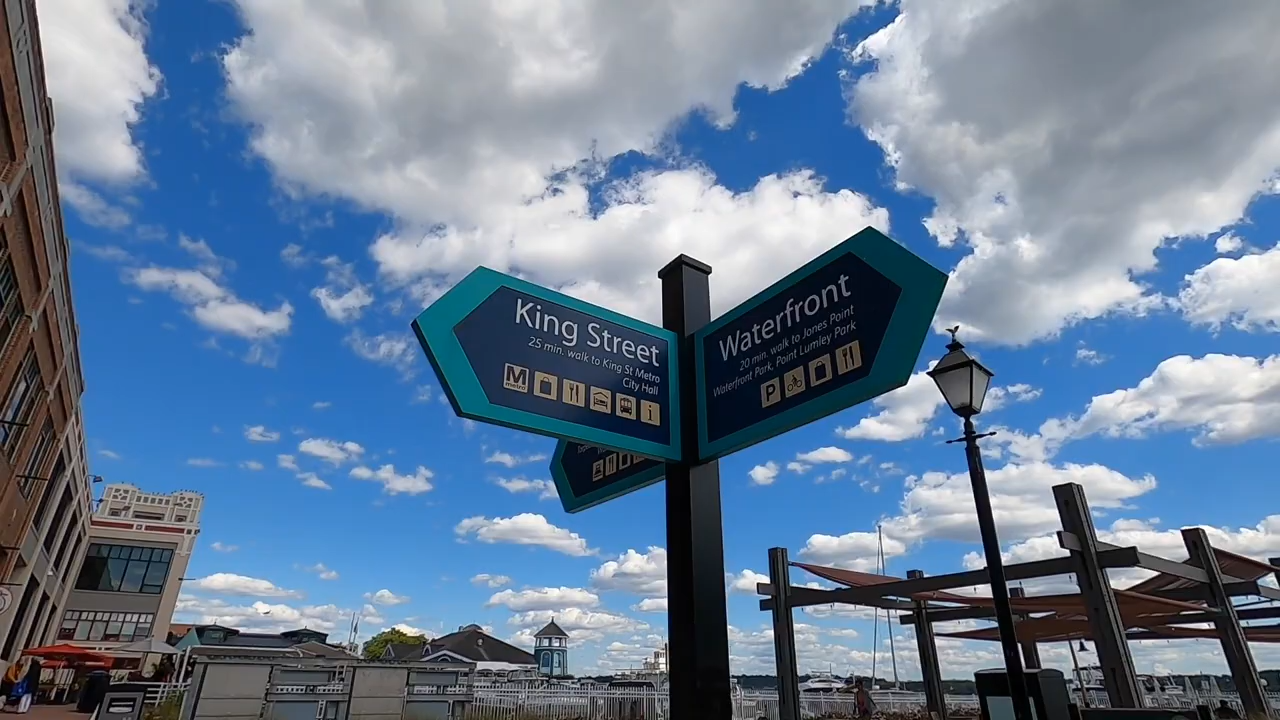 King Street
25 min. walk to King St Metro
City Hall
M
metro
i
Waterfront
20 min. walk to Jones Point
Waterfront Park, Point Lumley Park
P